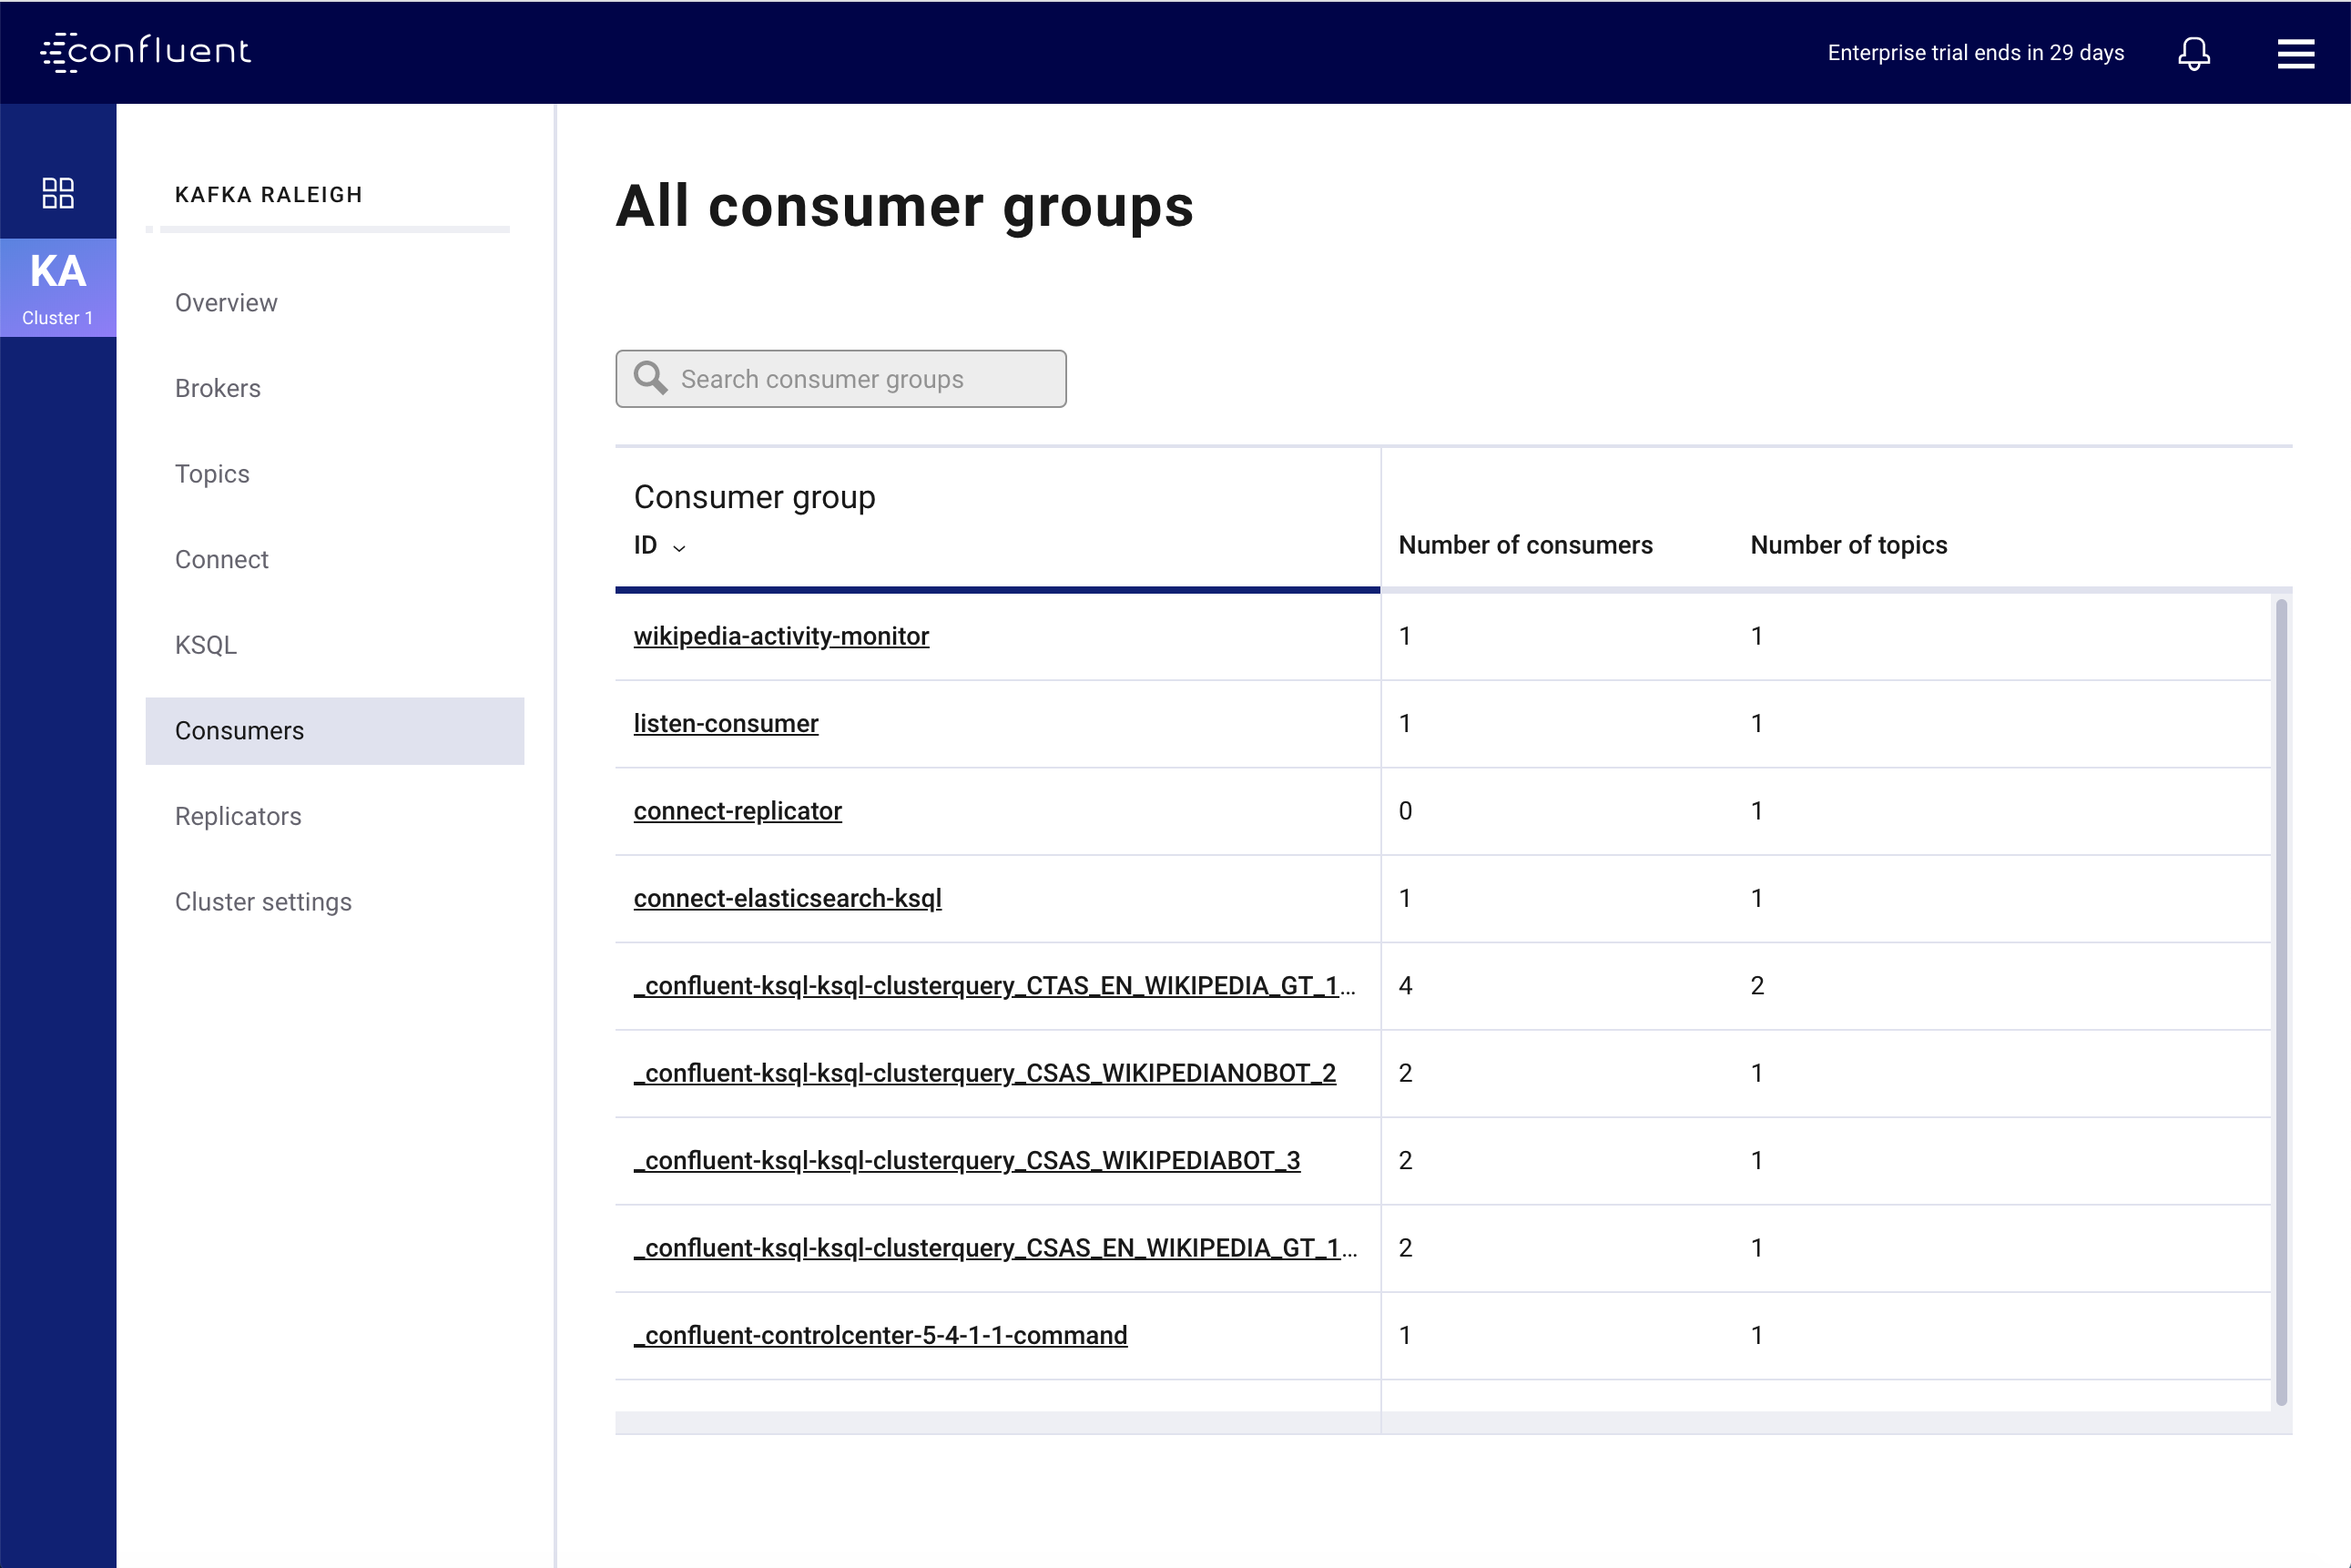 confluent
Enterprise trial ends in 29 days
KA
Cluster 1
KAFKA RALEIGH
Overview
Brokers
Topics
Connect
KSQL
Consumers
Replicators
Cluster settings
All consumer groups
Search consumer groups
Consumer group
ID Number of consumers Number of topics
wikipedia-activity-monitor 1 1
listen-consumer 1 1
connect-replicator 0 1
connect-elasticsearch-ksql 1 1
_confluent-ksql-ksql-clusterquery_CTAS_EN_WIKIPEDIA_GT_1... 4 2
_confluent-ksql-ksql-clusterquery_CSAS_WIKIPEDIANOBOT_2 2 1
_confluent-ksql-ksql-clusterquery_CSAS_WIKIPEDIABOT_3 2 1
_confluent-ksql-ksql-clusterquery_CSAS_EN_WIKIPEDIA_GT_1... 2 1
_confluent-controlcenter-5-4-1-1-command 1 1